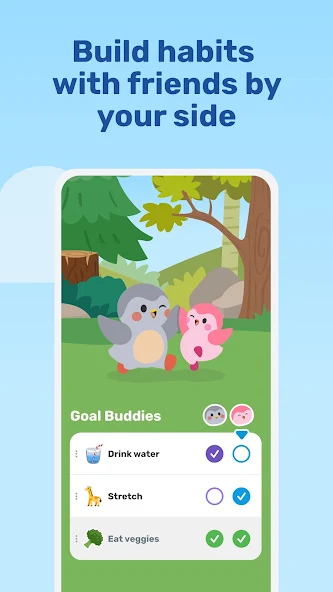 Build habits
with friends by
your side
Goal Buddies
Drink water
Stretch
Eat veggies